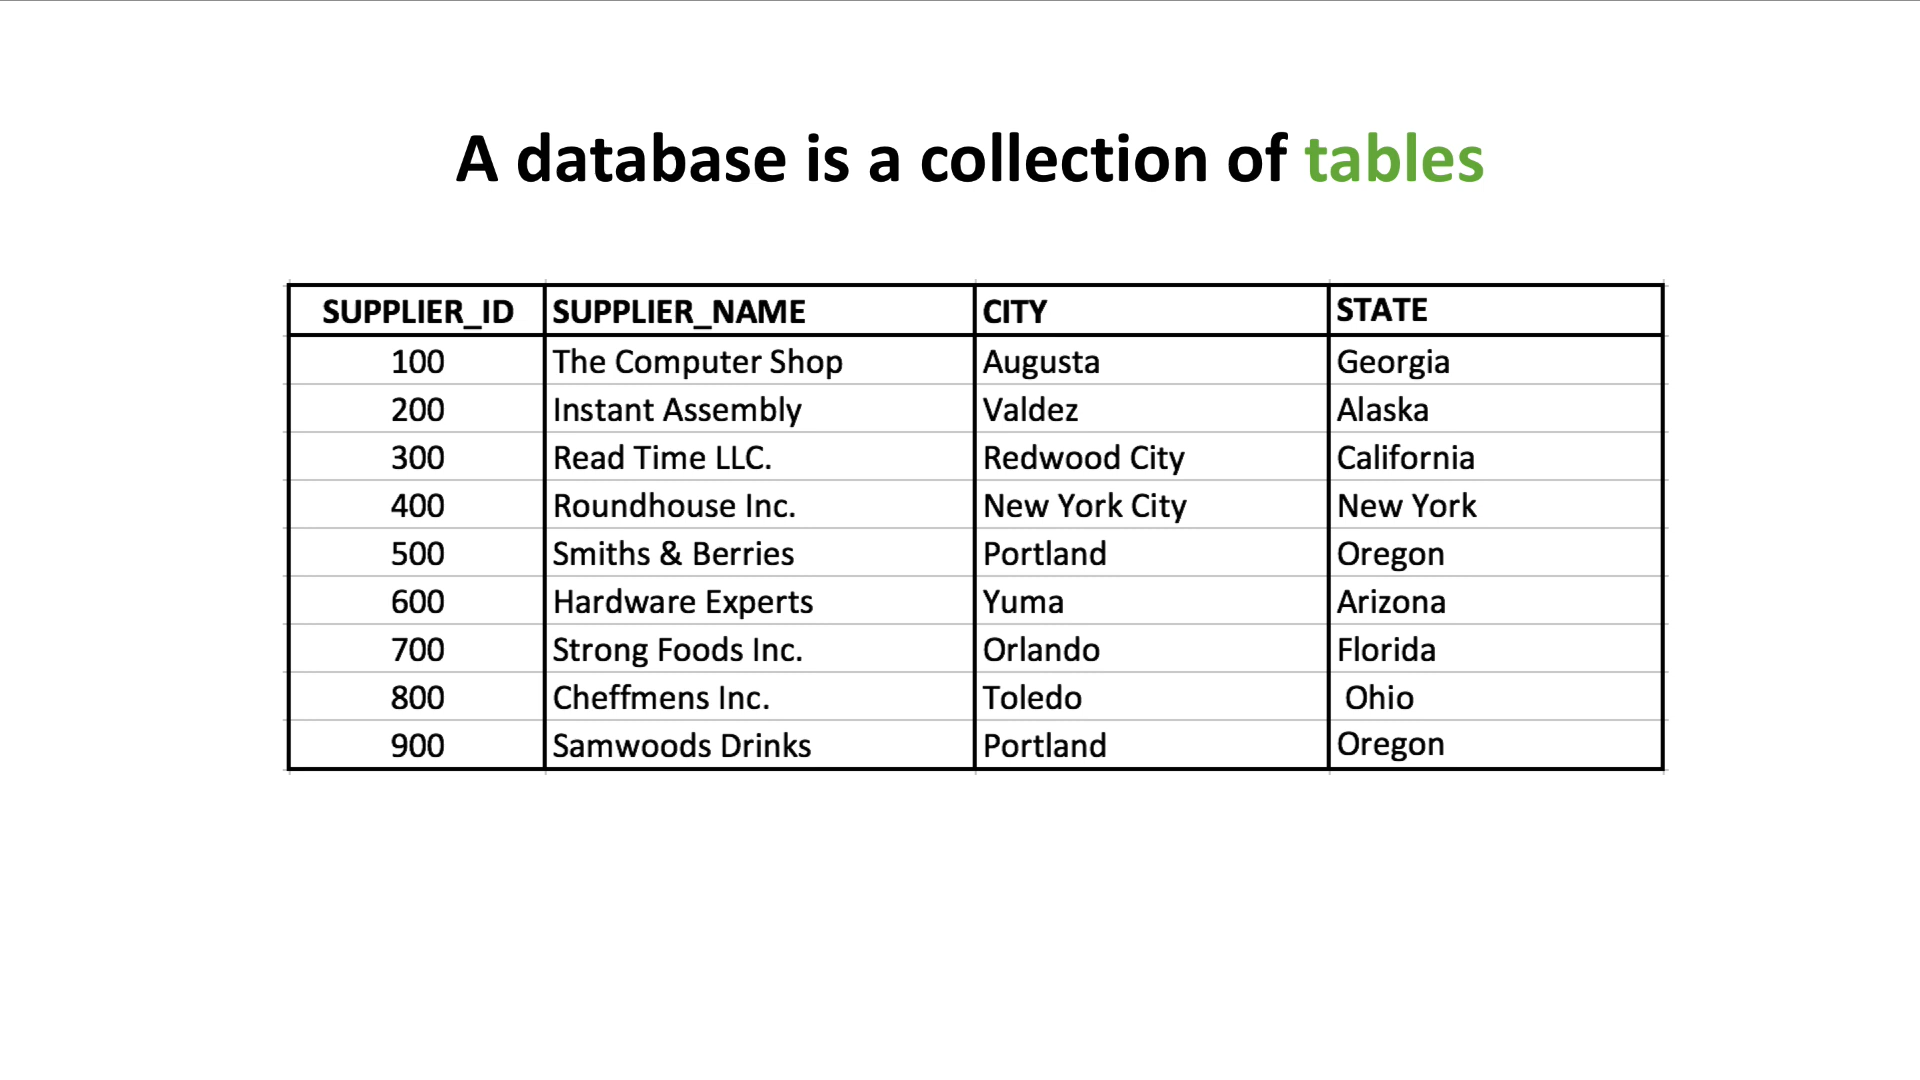 A database is a collection of tables
SUPPLIER_ID SUPPLIER_NAME CITY STATE
100 The Computer Shop Augusta Georgia
200 Instant Assembly Valdez Alaska
300 Read Time LLC. Redwood City California
400 Roundhouse Inc. New York City New York
500 Smiths & Berries Portland Oregon
600 Hardware Experts Yuma Arizona
700 Strong Foods Inc. Orlando Florida
800 Cheffmens Inc. Toledo Ohio
900 Samwoods Drinks Portland Oregon